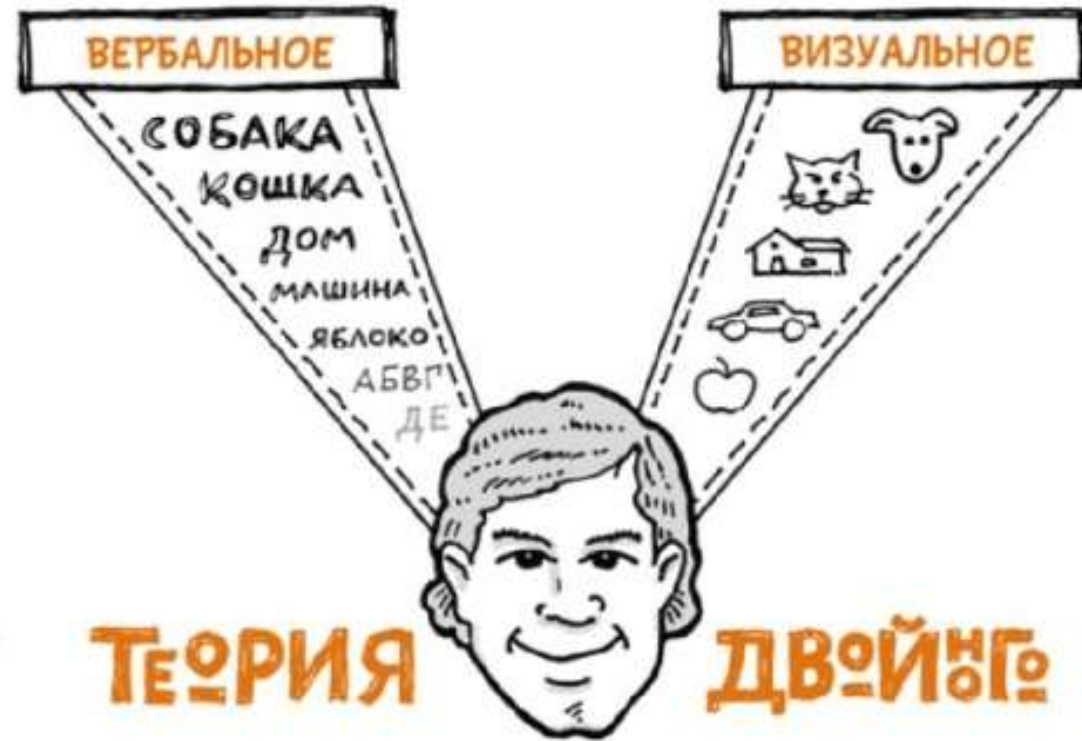 ВЕРБАЛЬНОЕ
СОБАКА
КОШКА
ДОМ
МАШИНА
ЯБЛОКО
АБВГ
ДЕ
ВИЗУАЛЬНОЕ
ТЕОРИЯ ДВОЙНОГО